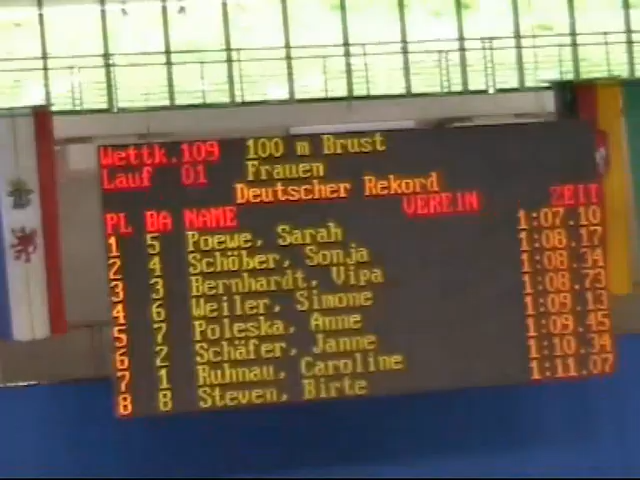 Wettk.109 100 m Brust
Lauf 01 Frauen
Deutscher Rekord
PL BA NAME VEREIN ZEIT
1 5 Poewe, Sarah 1:07.10
2 4 Schöber, Sonja 1:08.17
3 3 Bernhardt, Vipa 1:08.34
4 6 Weiler, Simone 1:08.73
5 7 Poleska, Anne 1:09.13
6 2 Schäfer, Janne 1:09.45
7 1 Ruhnau, Caroline 1:10.34
8 8 Steven, Birte 1:11.07